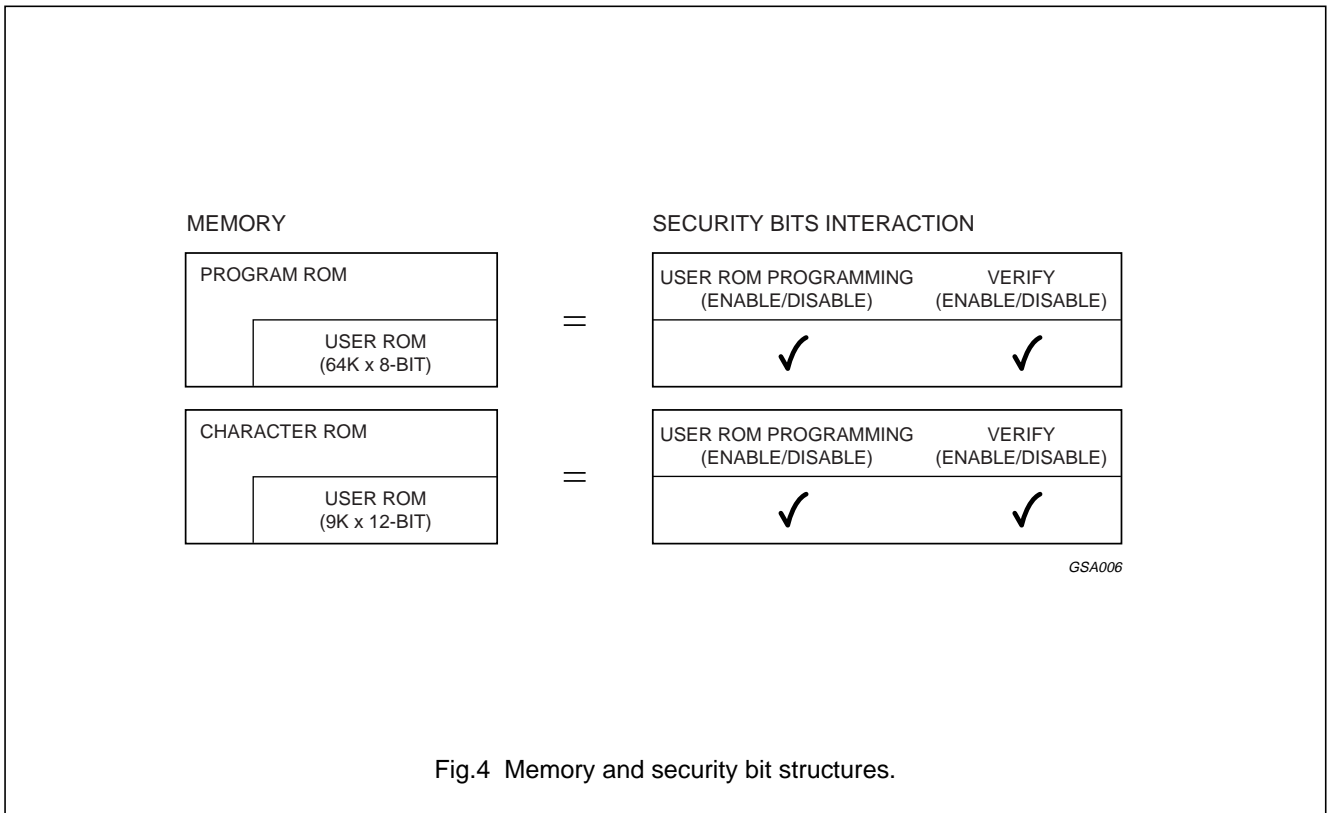 MEMORY
SECURITY BITS INTERACTION
PROGRAM ROM
USER ROM
(64K x 8-BIT)
=
USER ROM PROGRAMMING
(ENABLE/DISABLE)
VERIFY
(ENABLE/DISABLE)
✓ ✓
CHARACTER ROM
USER ROM
(9K x 12-BIT)
=
USER ROM PROGRAMMING
(ENABLE/DISABLE)
VERIFY
(ENABLE/DISABLE)
✓ ✓
GSA006
Fig.4 Memory and security bit structures.